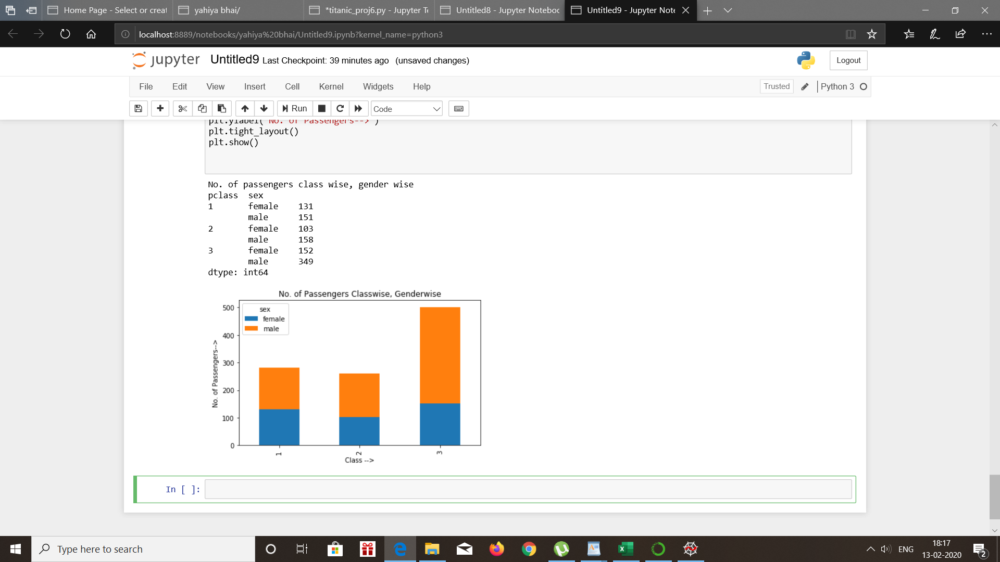 Home Page - Select or creat
yahiya bhai/
*titanic_proj6.py - Jupyter Te
Untitled8 - Jupyter Noteboo
Untitled9 - Jupyter Note
localhost:8889/notebooks/yahiya%20bhai/Untitled9.ipynb?kernel_name=python3
jupyter Untitled9 Last Checkpoint: 39 minutes ago (unsaved changes)
Logout
File Edit View Insert Cell Kernel Widgets Help
Trusted
Python 3
Run
Code
plt.ylabel("No. of Passengers-->")
plt.tight_layout()
plt.show()
No. of passengers class wise, gender wise
pclass sex
1 female 131
male 151
2 female 103
male 158
3 female 152
male 349
dtype: int64
No. of Passengers Classwise, Genderwise
sex
female
male
No. of Passengers-->
500
400
300
200
100
0
1
2
3
Class -->
In [ ]:
Type here to search
ENG
18:17
13-02-2020
2